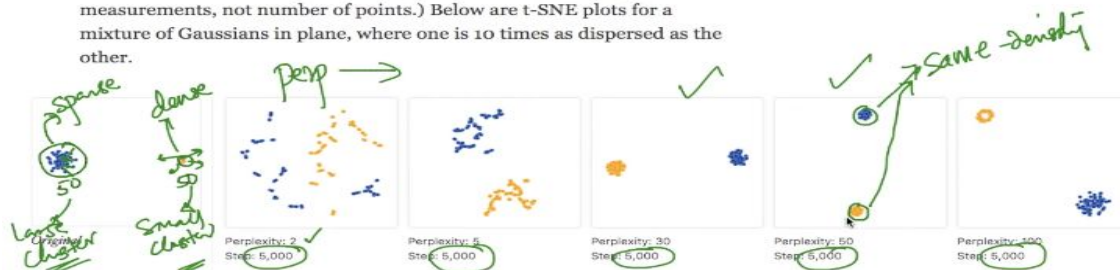 measurements, not number of points.) Below are t-SNE plots for a
mixture of Gaussians in plane, where one is 10 times as dispersed as the
other.
perp
same-density
sparse
dense
50
50
Large
cluster
Small
cluster
Original
Perplexity: 2
Step: 5,000
Perplexity: 5
Step: 5,000
Perplexity: 30
Step: 5,000
Perplexity: 50
Step: 5,000
Perplexity: 100
Step: 5,000